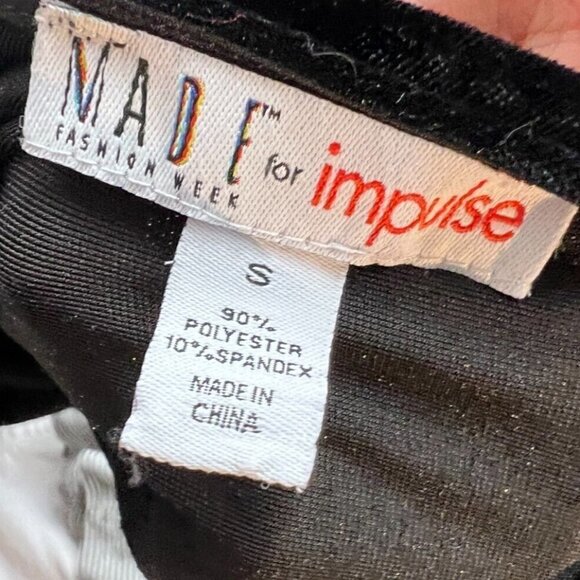 MADE™ for impulse
FASHION WEEK
S
90%
POLYESTER
10%SPANDEX
MADE IN
CHINA